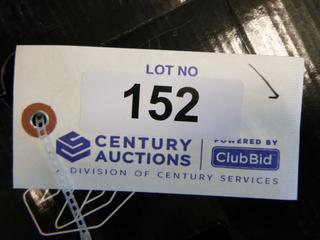 LOT NO
152
CENTURY
AUCTIONS
POWERED BY
ClubBid
DIVISION OF CENTURY SERVICES